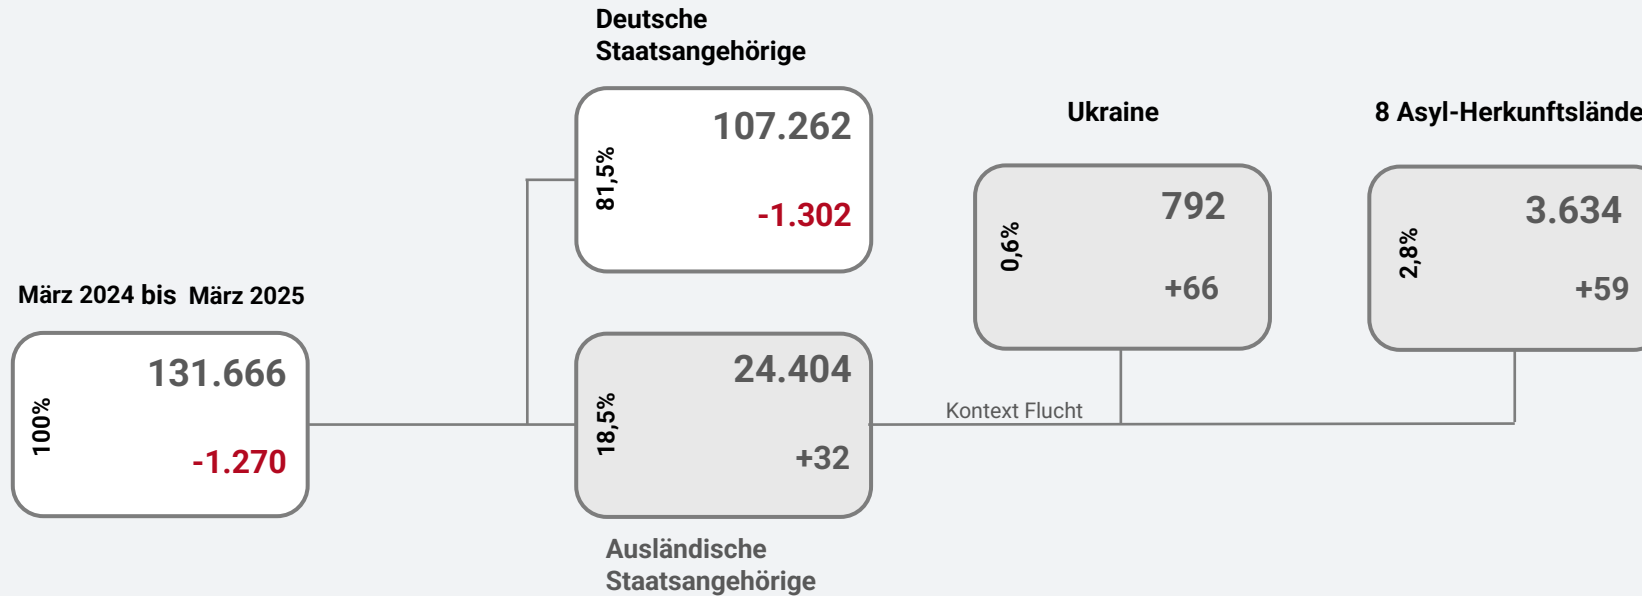 März 2024 bis März 2025
100%
131.666
-1.270
Deutsche
Staatsangehörige
81,5%
107.262
-1.302
18,5%
24.404
+32
Ausländische
Staatsangehörige
Kontext Flucht
Ukraine
0,6%
792
+66
8 Asyl-Herkunftslände
2,8%
3.634
+59